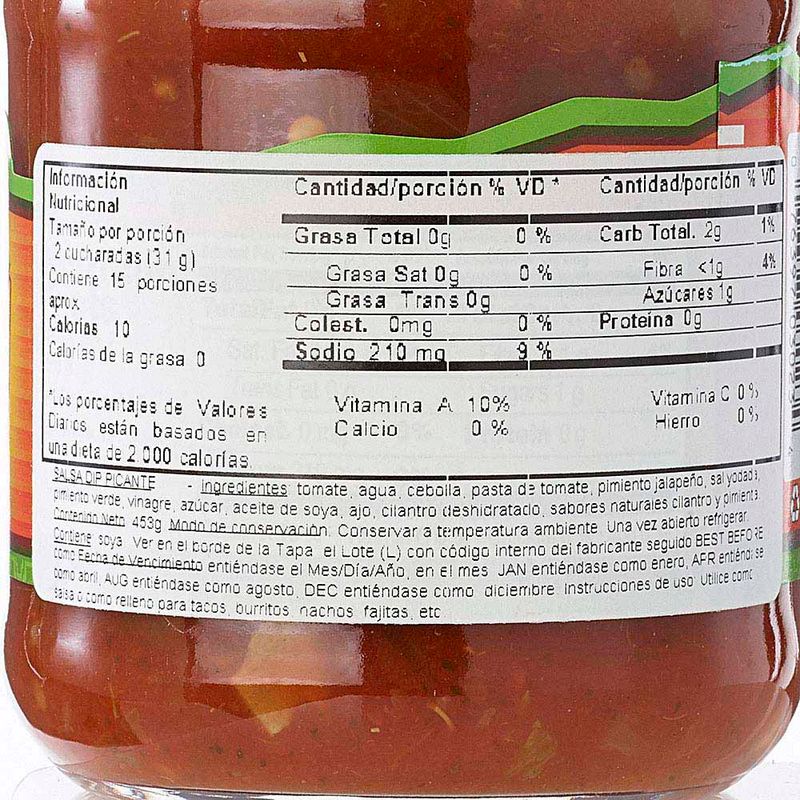 Información
Nutricional
Tamaño por porción
2 cucharadas (31 g)
Contiene 15 porciones
aprox.
Calorías 10
Calorías de la grasa 0
*Los porcentajes de Valores
Diarios están basados en
una dieta de 2 000 calorías.
Cantidad/porción % VD *
Grasa Total 0g 0 %
Grasa Sat 0g 0 %
Grasa Trans 0g
Colest. 0mg 0 %
Sodio 210 mg 9 %
Cantidad/porción % VD
Carb Total. 2g 1%
Fibra <1g 4%
Azúcares 1g
Proteína 0g
Vitamina A 10%
Calcio 0 %
Vitamina C 0 %
Hierro 0 %
SALSA DIP PICANTE - Ingredientes: tomate, agua, cebolla, pasta de tomate, pimiento jalapeño, sal yodada,
pimiento verde, vinagre, azúcar, aceite de soya, ajo, cilantro deshidratado, sabores naturales cilantro y pimienta.
Contenido Neto 453g Modo de conservación: Conservar a temperatura ambiente. Una vez abierto refrigerar.
Contiene soya. Ver en el borde de la Tapa el Lote (L) con código interno del fabricante seguido BEST BEFORE
como Fecha de Vencimiento entiéndase el Mes/Día/Año, en el mes JAN entiéndase como enero, APR entiéndase
como abril, AUG entiéndase como agosto, DEC entiéndase como diciembre. Instrucciones de uso: Utilice como
salsa o como relleno para tacos, burritos, nachos, fajitas, etc